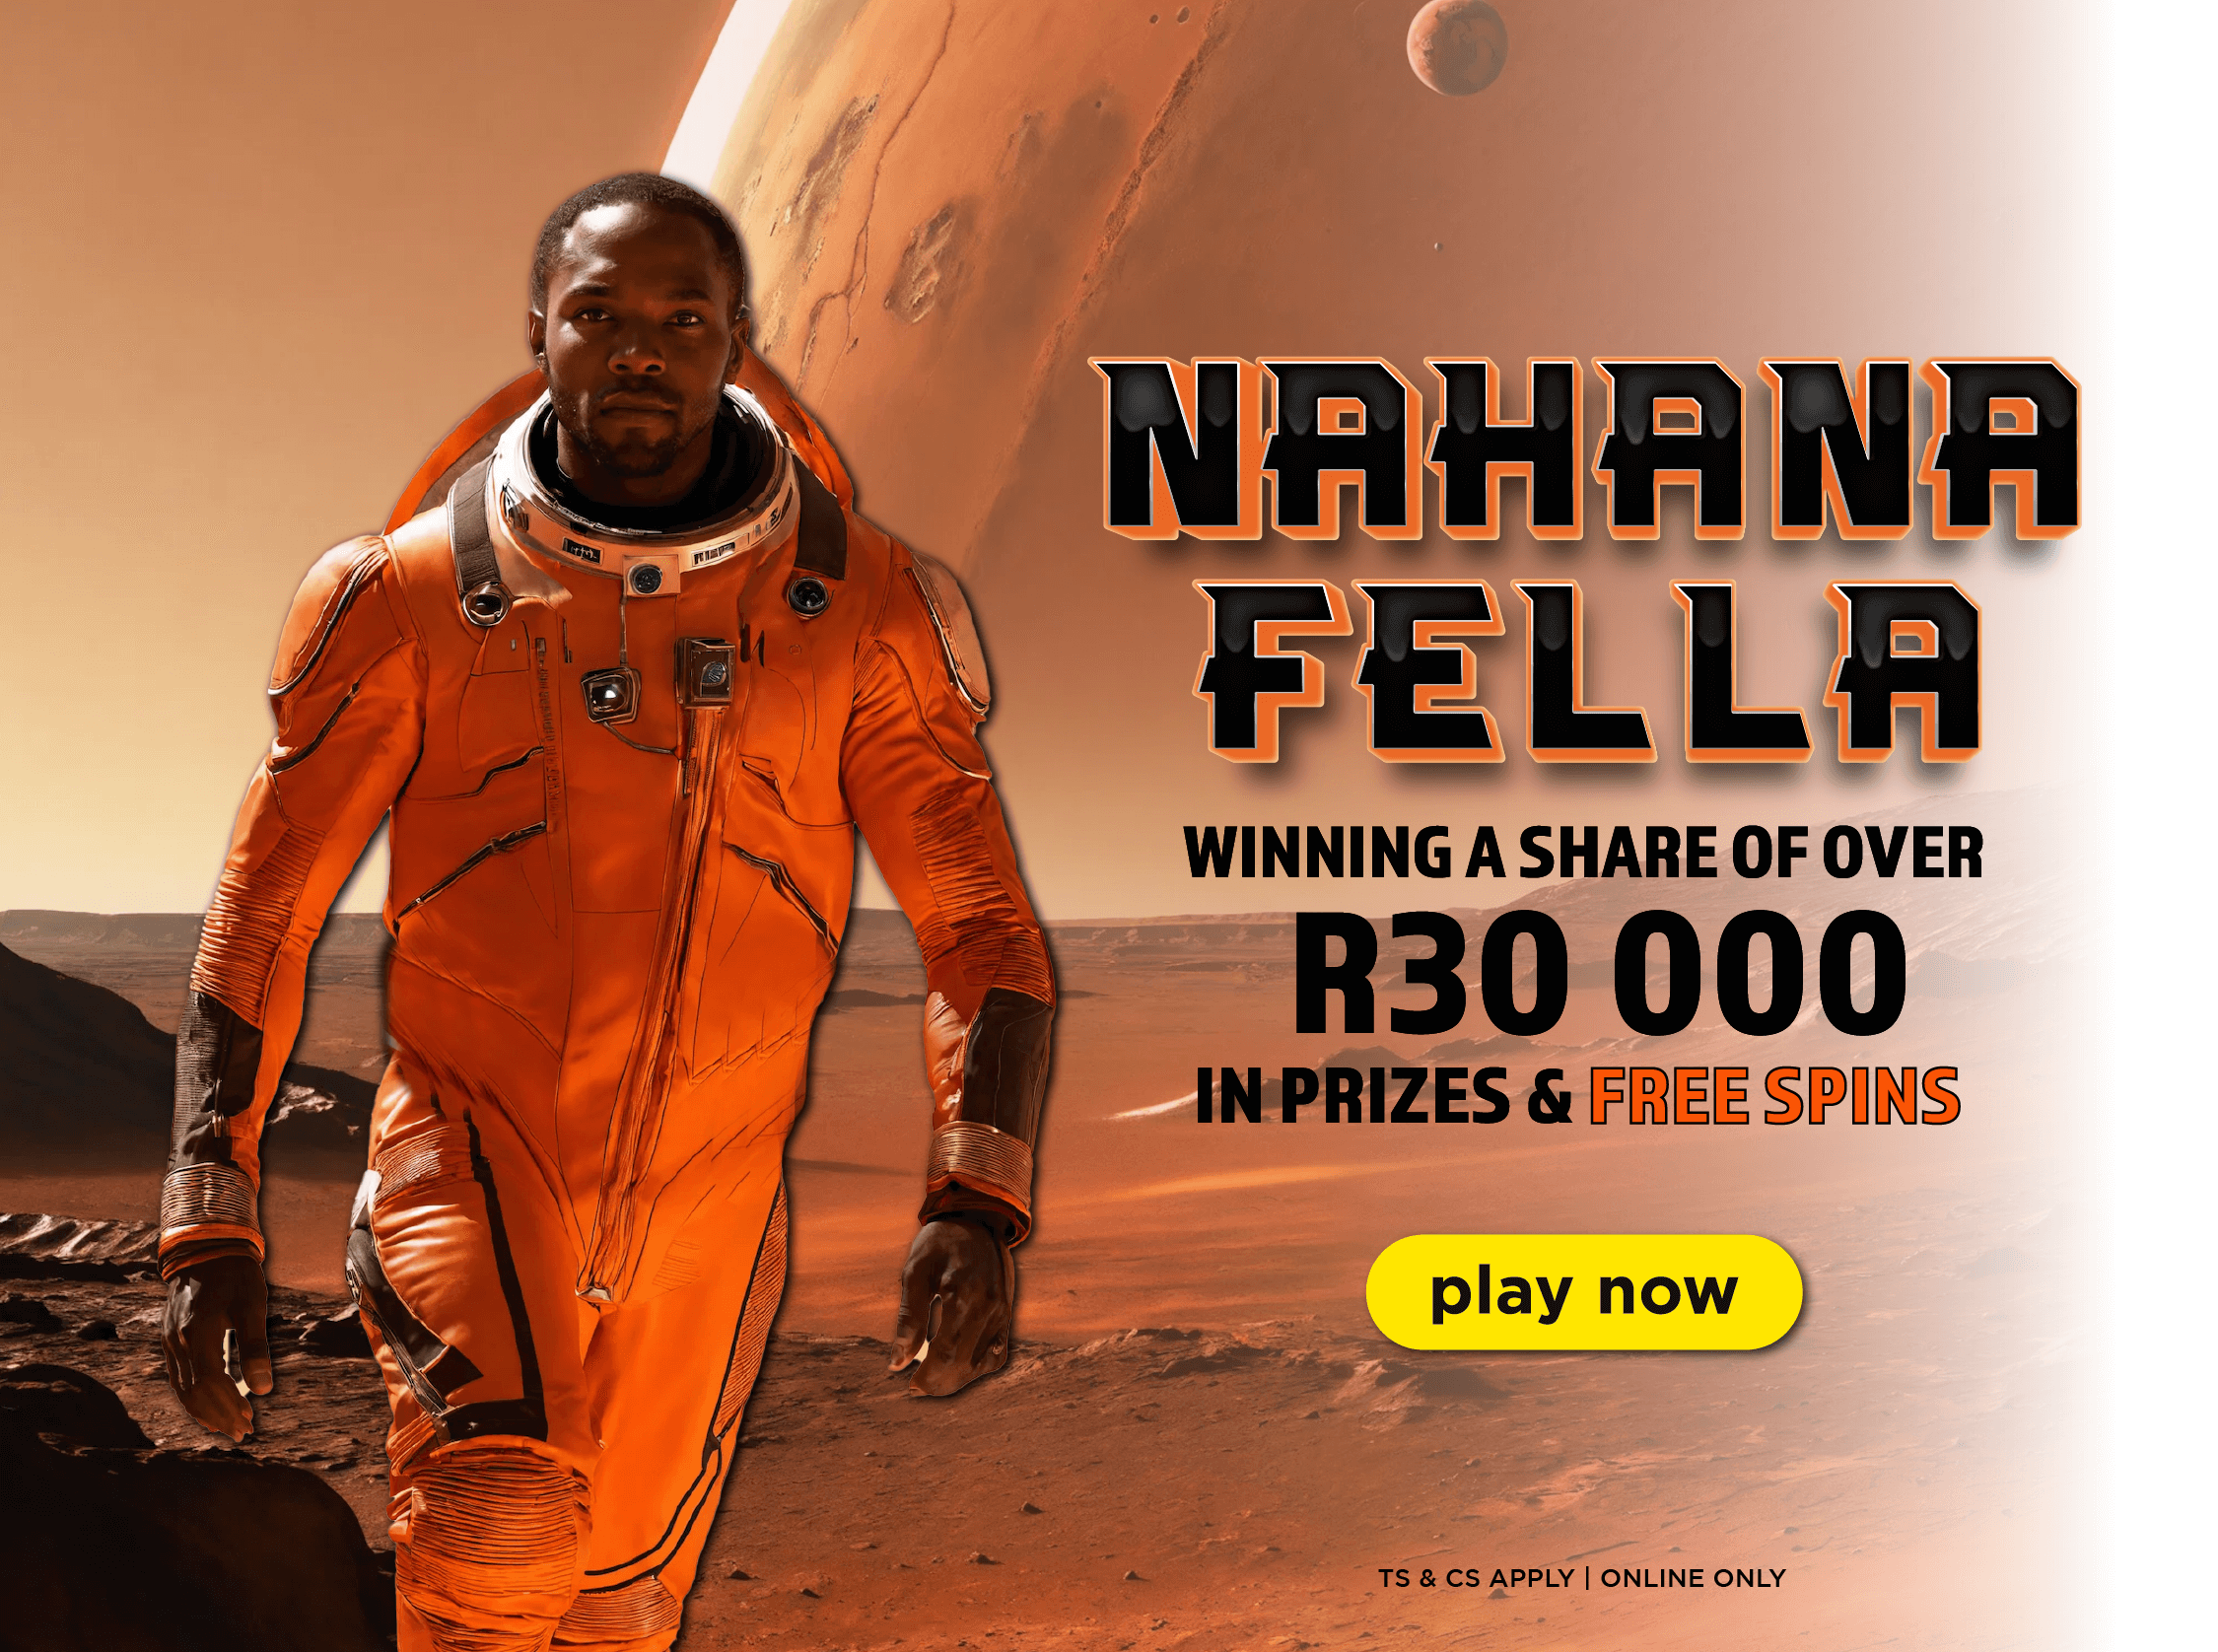 NAHANA
FELLA
WINNING A SHARE OF OVER
R30 000
IN PRIZES & FREE SPINS
play now
TS & CS APPLY | ONLINE ONLY